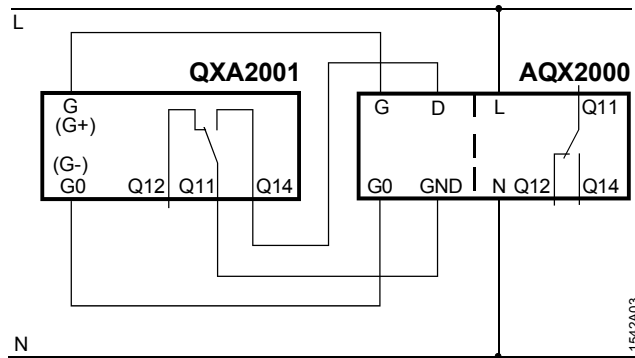 L
QXA2001 AQX2000
G G D L Q11
(G+)
(G-)
G0 Q12 Q11 Q14 G0 GND N Q12 Q14
N
1542A03